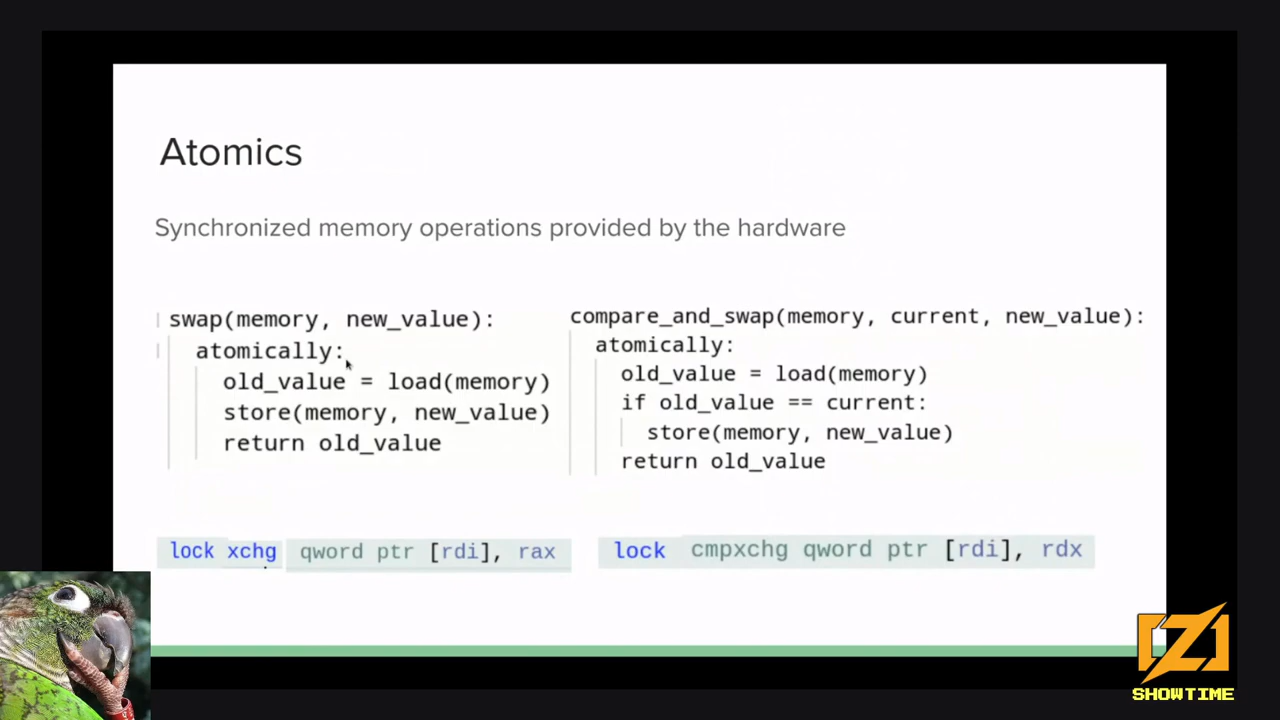 Atomics
Synchronized memory operations provided by the hardware
swap(memory, new_value):
atomically:
old_value = load(memory)
store(memory, new_value)
return old_value
compare_and_swap(memory, current, new_value):
atomically:
old_value = load(memory)
if old_value == current:
store(memory, new_value)
return old_value
lock xchg qword ptr [rdi], rax
lock cmpxchg qword ptr [rdi], rdx
Z
SHOWTIME